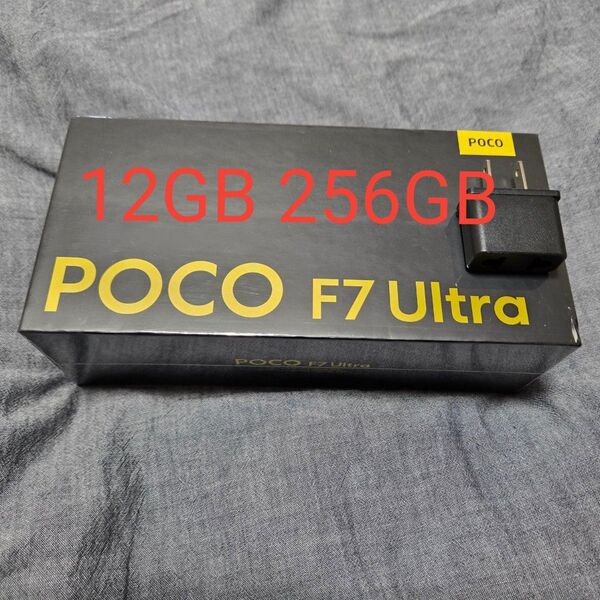 POCO
12GB 256GB
POCO F7 Ultra
POCO F7 Ultra